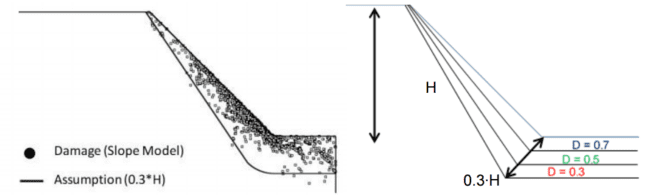 Damage (Slope Model)
Assumption (0.3*H)
H
D = 0.7
D = 0.5
D = 0.3
0.3·H